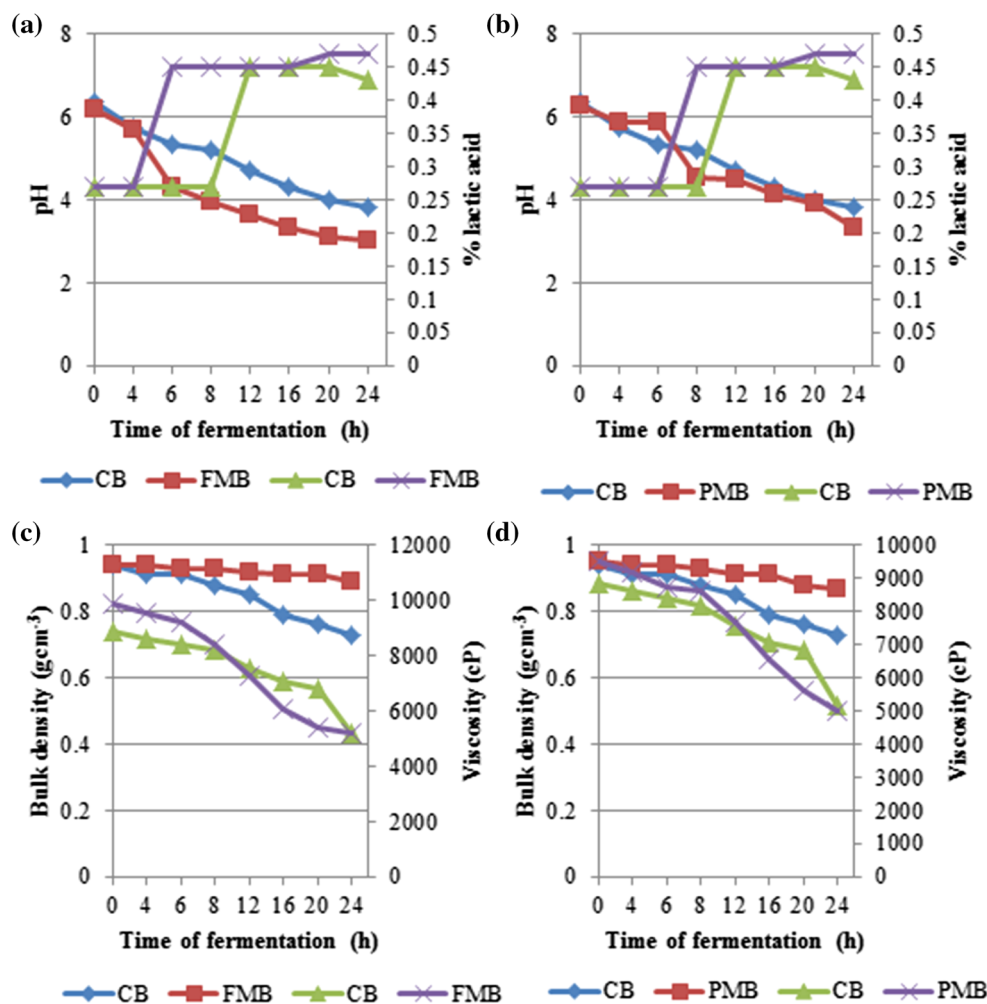 (a)
8
6
4
2
0
pH
0.5
0.45
0.4
0.35
0.3
0.25
0.2
0.15
0.1
0.05
0
% lactic acid
0 4 6 8 12 16 20 24
Time of fermentation (h)
CB FMB CB FMB
(b)
8
6
4
2
0
pH
0.5
0.45
0.4
0.35
0.3
0.25
0.2
0.15
0.1
0.05
0
% lactic acid
0 4 6 8 12 16 20 24
Time of fermentation (h)
CB PMB CB PMB
(c)
1
0.8
0.6
0.4
0.2
0
Bulk density (gcm-3)
12000
10000
8000
6000
4000
2000
0
Viscosity (cP)
0 4 6 8 12 16 20 24
Time of fermentation (h)
CB FMB CB FMB
(d)
1
0.8
0.6
0.4
0.2
0
Bulk density (gcm-3)
10000
9000
8000
7000
6000
5000
4000
3000
2000
1000
0
Viscosity (cP)
0 4 6 8 12 16 20 24
Time of fermentation (h)
CB PMB CB PMB